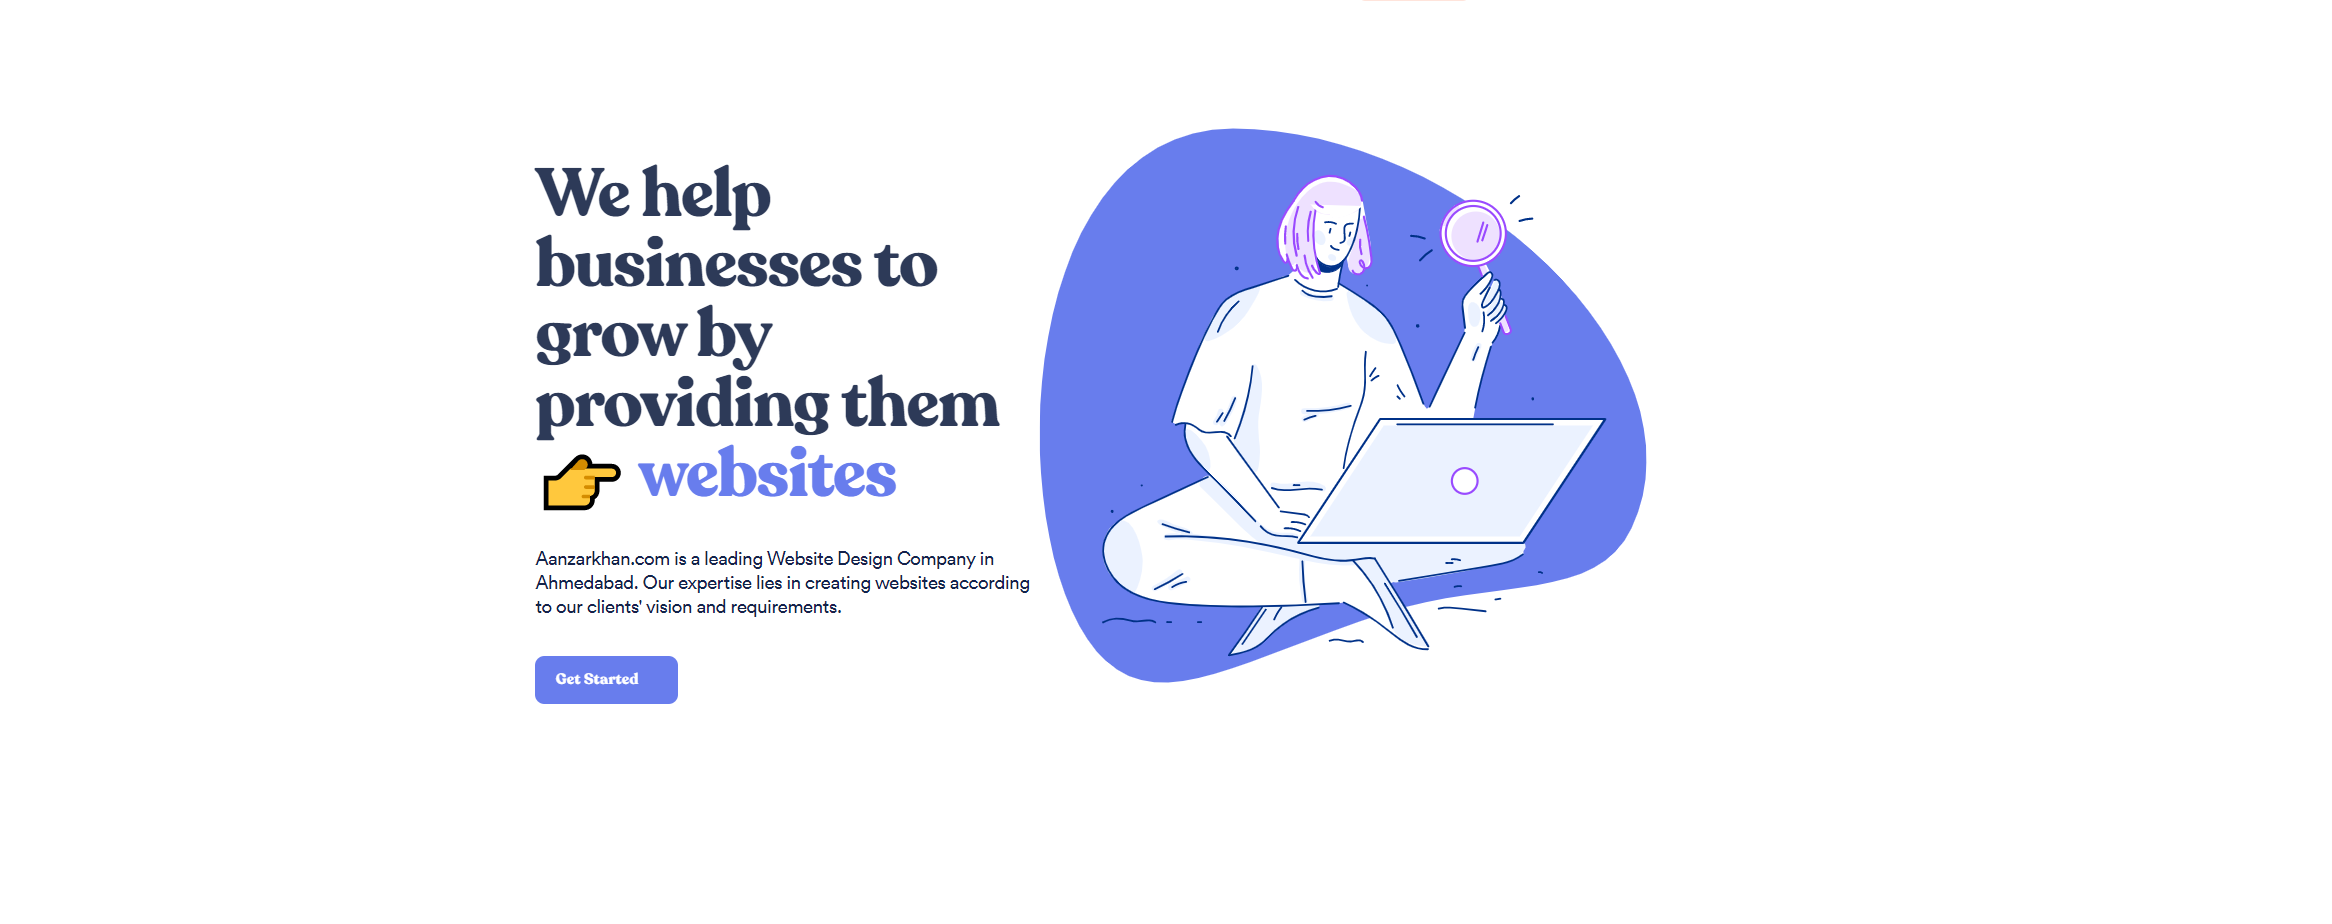 We help
businesses to
grow by
providing them
👉 websites
Aanzarkhan.com is a leading Website Design Company in
Ahmedabad. Our expertise lies in creating websites according
to our clients' vision and requirements.
Get Started